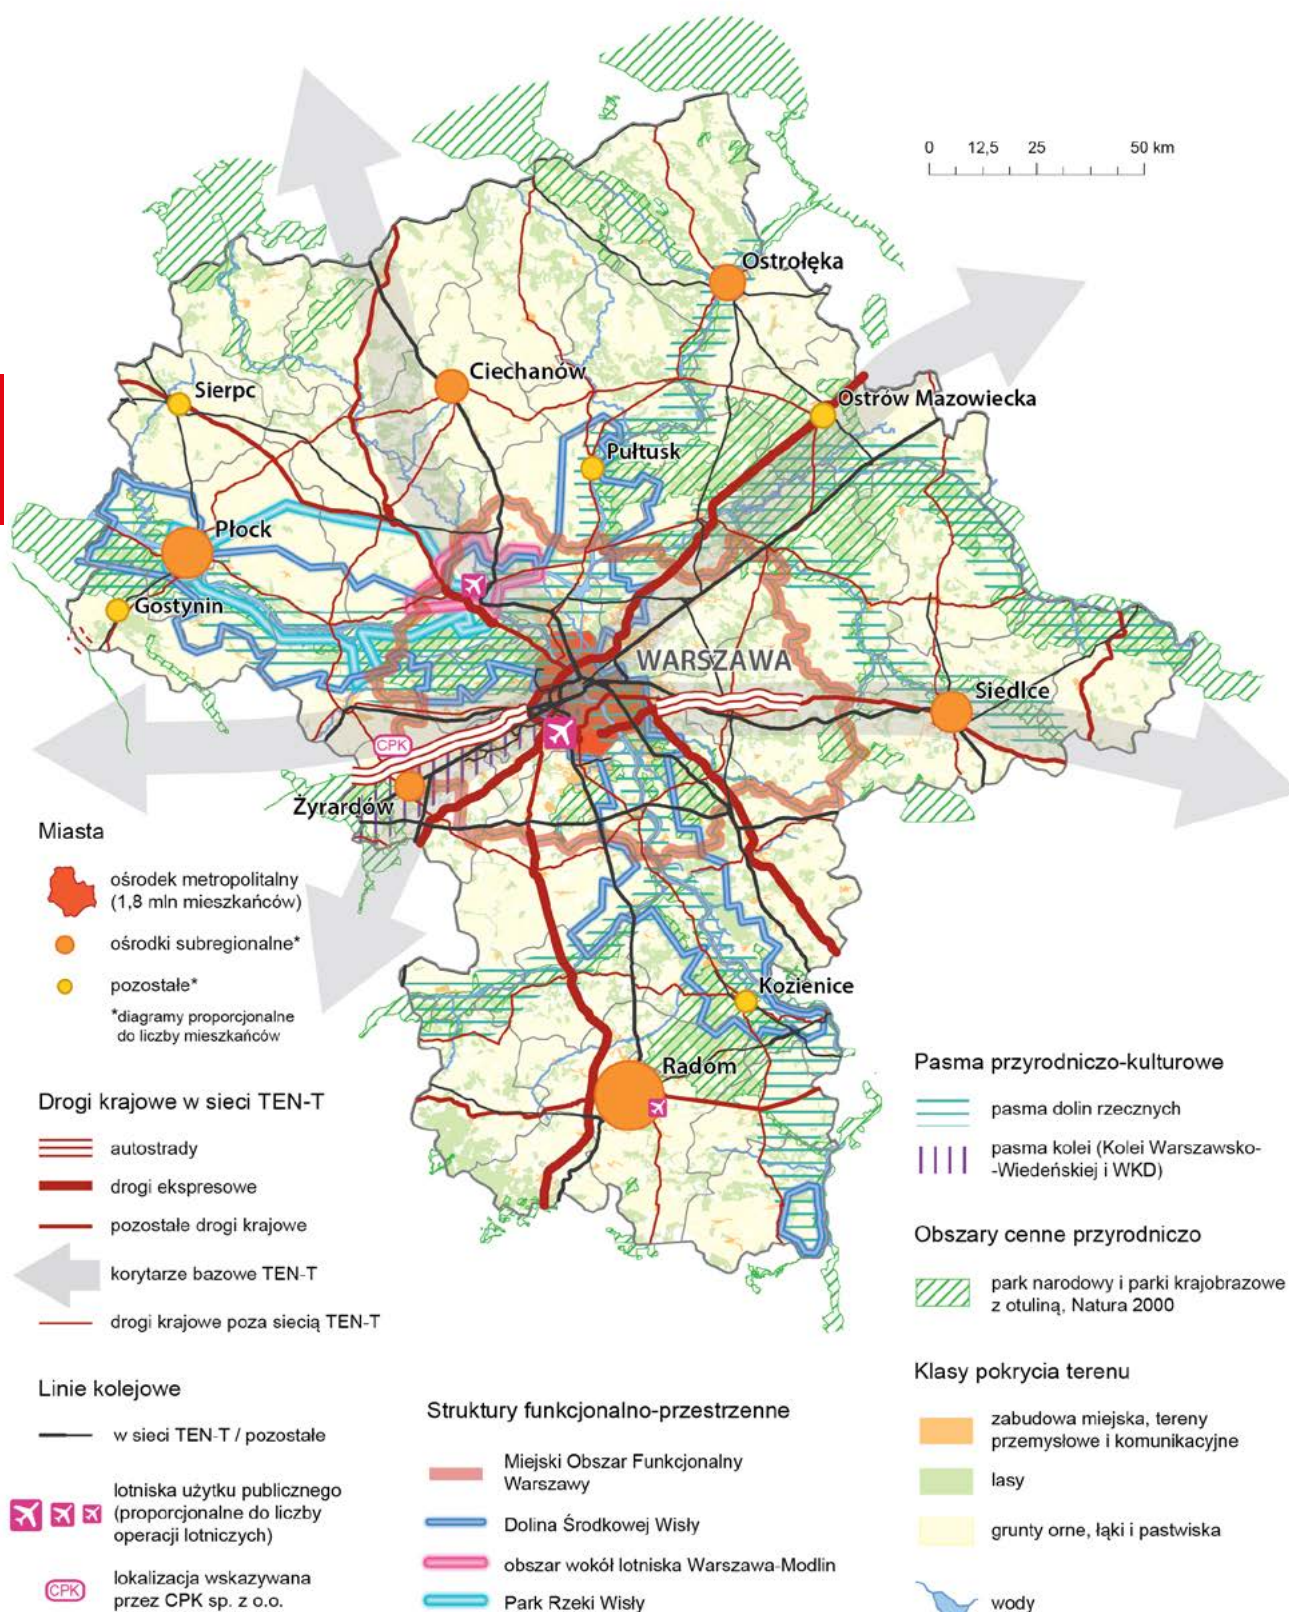 0 12,5 25 50 km
Ostrołęka
Ciechanów
Sierpc
Ostrów Mazowiecka
Pułtusk
Płock
Gostynin
WARSZAWA
Siedlce
CPK
Żyrardów
Kozienice
Radom
Miasta
ośrodek metropolitalny
(1,8 mln mieszkańców)
ośrodki subregionalne*
pozostałe*
*diagramy proporcjonalne
do liczby mieszkańców
Drogi krajowe w sieci TEN-T
autostrady
drogi ekspresowe
pozostałe drogi krajowe
korytarze bazowe TEN-T
drogi krajowe poza siecią TEN-T
Linie kolejowe
w sieci TEN-T / pozostałe
lotniska użytku publicznego
(proporcjonalne do liczby
operacji lotniczych)
CPK
lokalizacja wskazywana
przez CPK sp. z o.o.
Struktury funkcjonalno-przestrzenne
Miejski Obszar Funkcjonalny
Warszawy
Dolina Środkowej Wisły
obszar wokół lotniska Warszawa-Modlin
Park Rzeki Wisły
Pasma przyrodniczo-kulturowe
pasma dolin rzecznych
pasma kolei (Kolei Warszawsko-
-Wiedeńskiej i WKD)
Obszary cenne przyrodniczo
park narodowy i parki krajobrazowe
z otuliną, Natura 2000
Klasy pokrycia terenu
zabudowa miejska, tereny
przemysłowe i komunikacyjne
lasy
grunty orne, łąki i pastwiska
wody